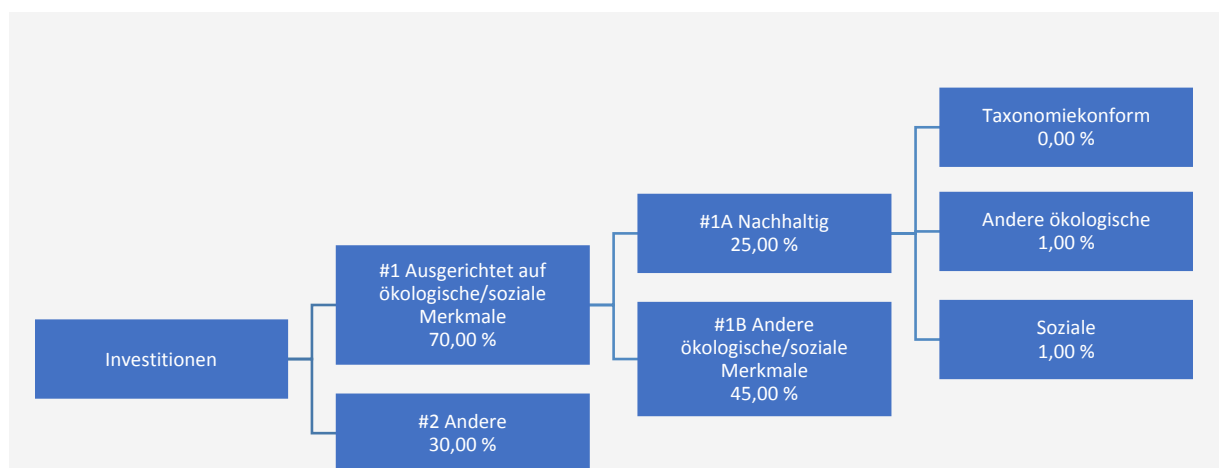 Investitionen
#1 Ausgerichtet auf
ökologische/soziale
Merkmale
70,00 %
#2 Andere
30,00 %
#1A Nachhaltig
25,00 %
#1B Andere
ökologische/soziale
Merkmale
45,00 %
Taxonomiekonform
0,00 %
Andere ökologische
1,00 %
Soziale
1,00 %